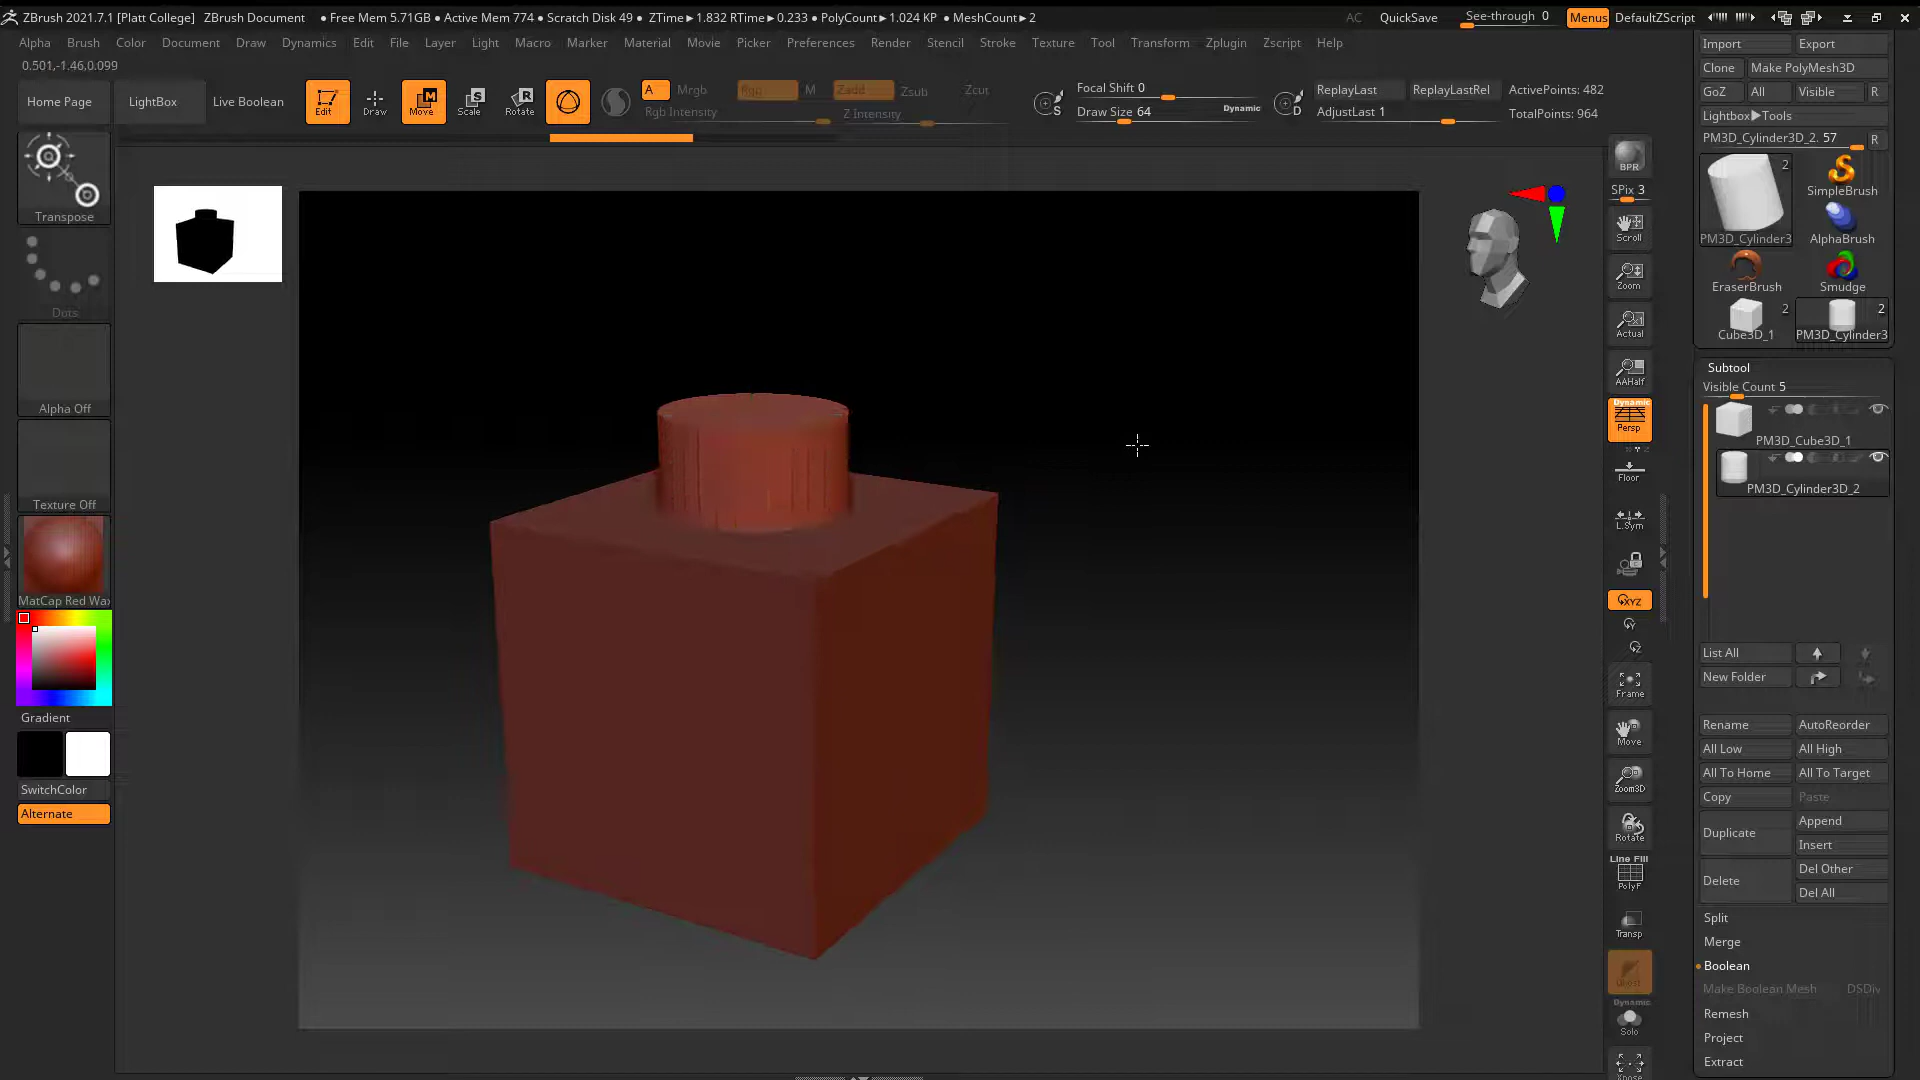 ZBrush 2021.7.1 [Platt College] ZBrush Document • Free Mem 5.71GB • Active Mem 774 • Scratch Disk 49 • ZTime▶1.832 RTime▶0.233 • PolyCount▶1.024 KP • MeshCount▶2 AC QuickSave See-through 0 Menus DefaultZScript
Alpha Brush Color Document Draw Dynamics Edit File Layer Light Macro Marker Material Movie Picker Preferences Render Stencil Stroke Texture Tool Transform Zplugin Zscript Help
0.501,-1.46,0.099
Home Page LightBox Live Boolean
Edit Draw Move Scale Rotate
A Mrgb Rgb M Zadd Zsub Zcut
Rgb Intensity Z Intensity
S Focal Shift 0
Draw Size 64 Dynamic
D ReplayLast ReplayLastRel ActivePoints: 482
AdjustLast 1 TotalPoints: 964
Transpose
Dots
Alpha Off
Texture Off
MatCap Red Wax
Gradient
SwitchColor
Alternate
BPR
SPix 3
Scroll
Zoom
Actual
AAHalf
Dynamic
Persp
Floor
L.Sym
XYZ
Y
Z
Frame
Move
Zoom3D
Rotate
Line Fill
PolyF
Transp
Ghost
Dynamic
Solo
Xpose
Import Export
Clone Make PolyMesh3D
GoZ All Visible R
Lightbox▶Tools
PM3D_Cylinder3D_2. 57 R
2
PM3D_Cylinder3 SimpleBrush
AlphaBrush
EraserBrush Smudge
2 2
Cube3D_1 PM3D_Cylinder3
Subtool
Visible Count 5
PM3D_Cube3D_1
PM3D_Cylinder3D_2
List All
New Folder
Rename AutoReorder
All Low All High
All To Home All To Target
Copy Paste
Duplicate Append
Insert
Delete Del Other
Del All
Split
Merge
Boolean
Make Boolean Mesh DSDiv
Remesh
Project
Extract